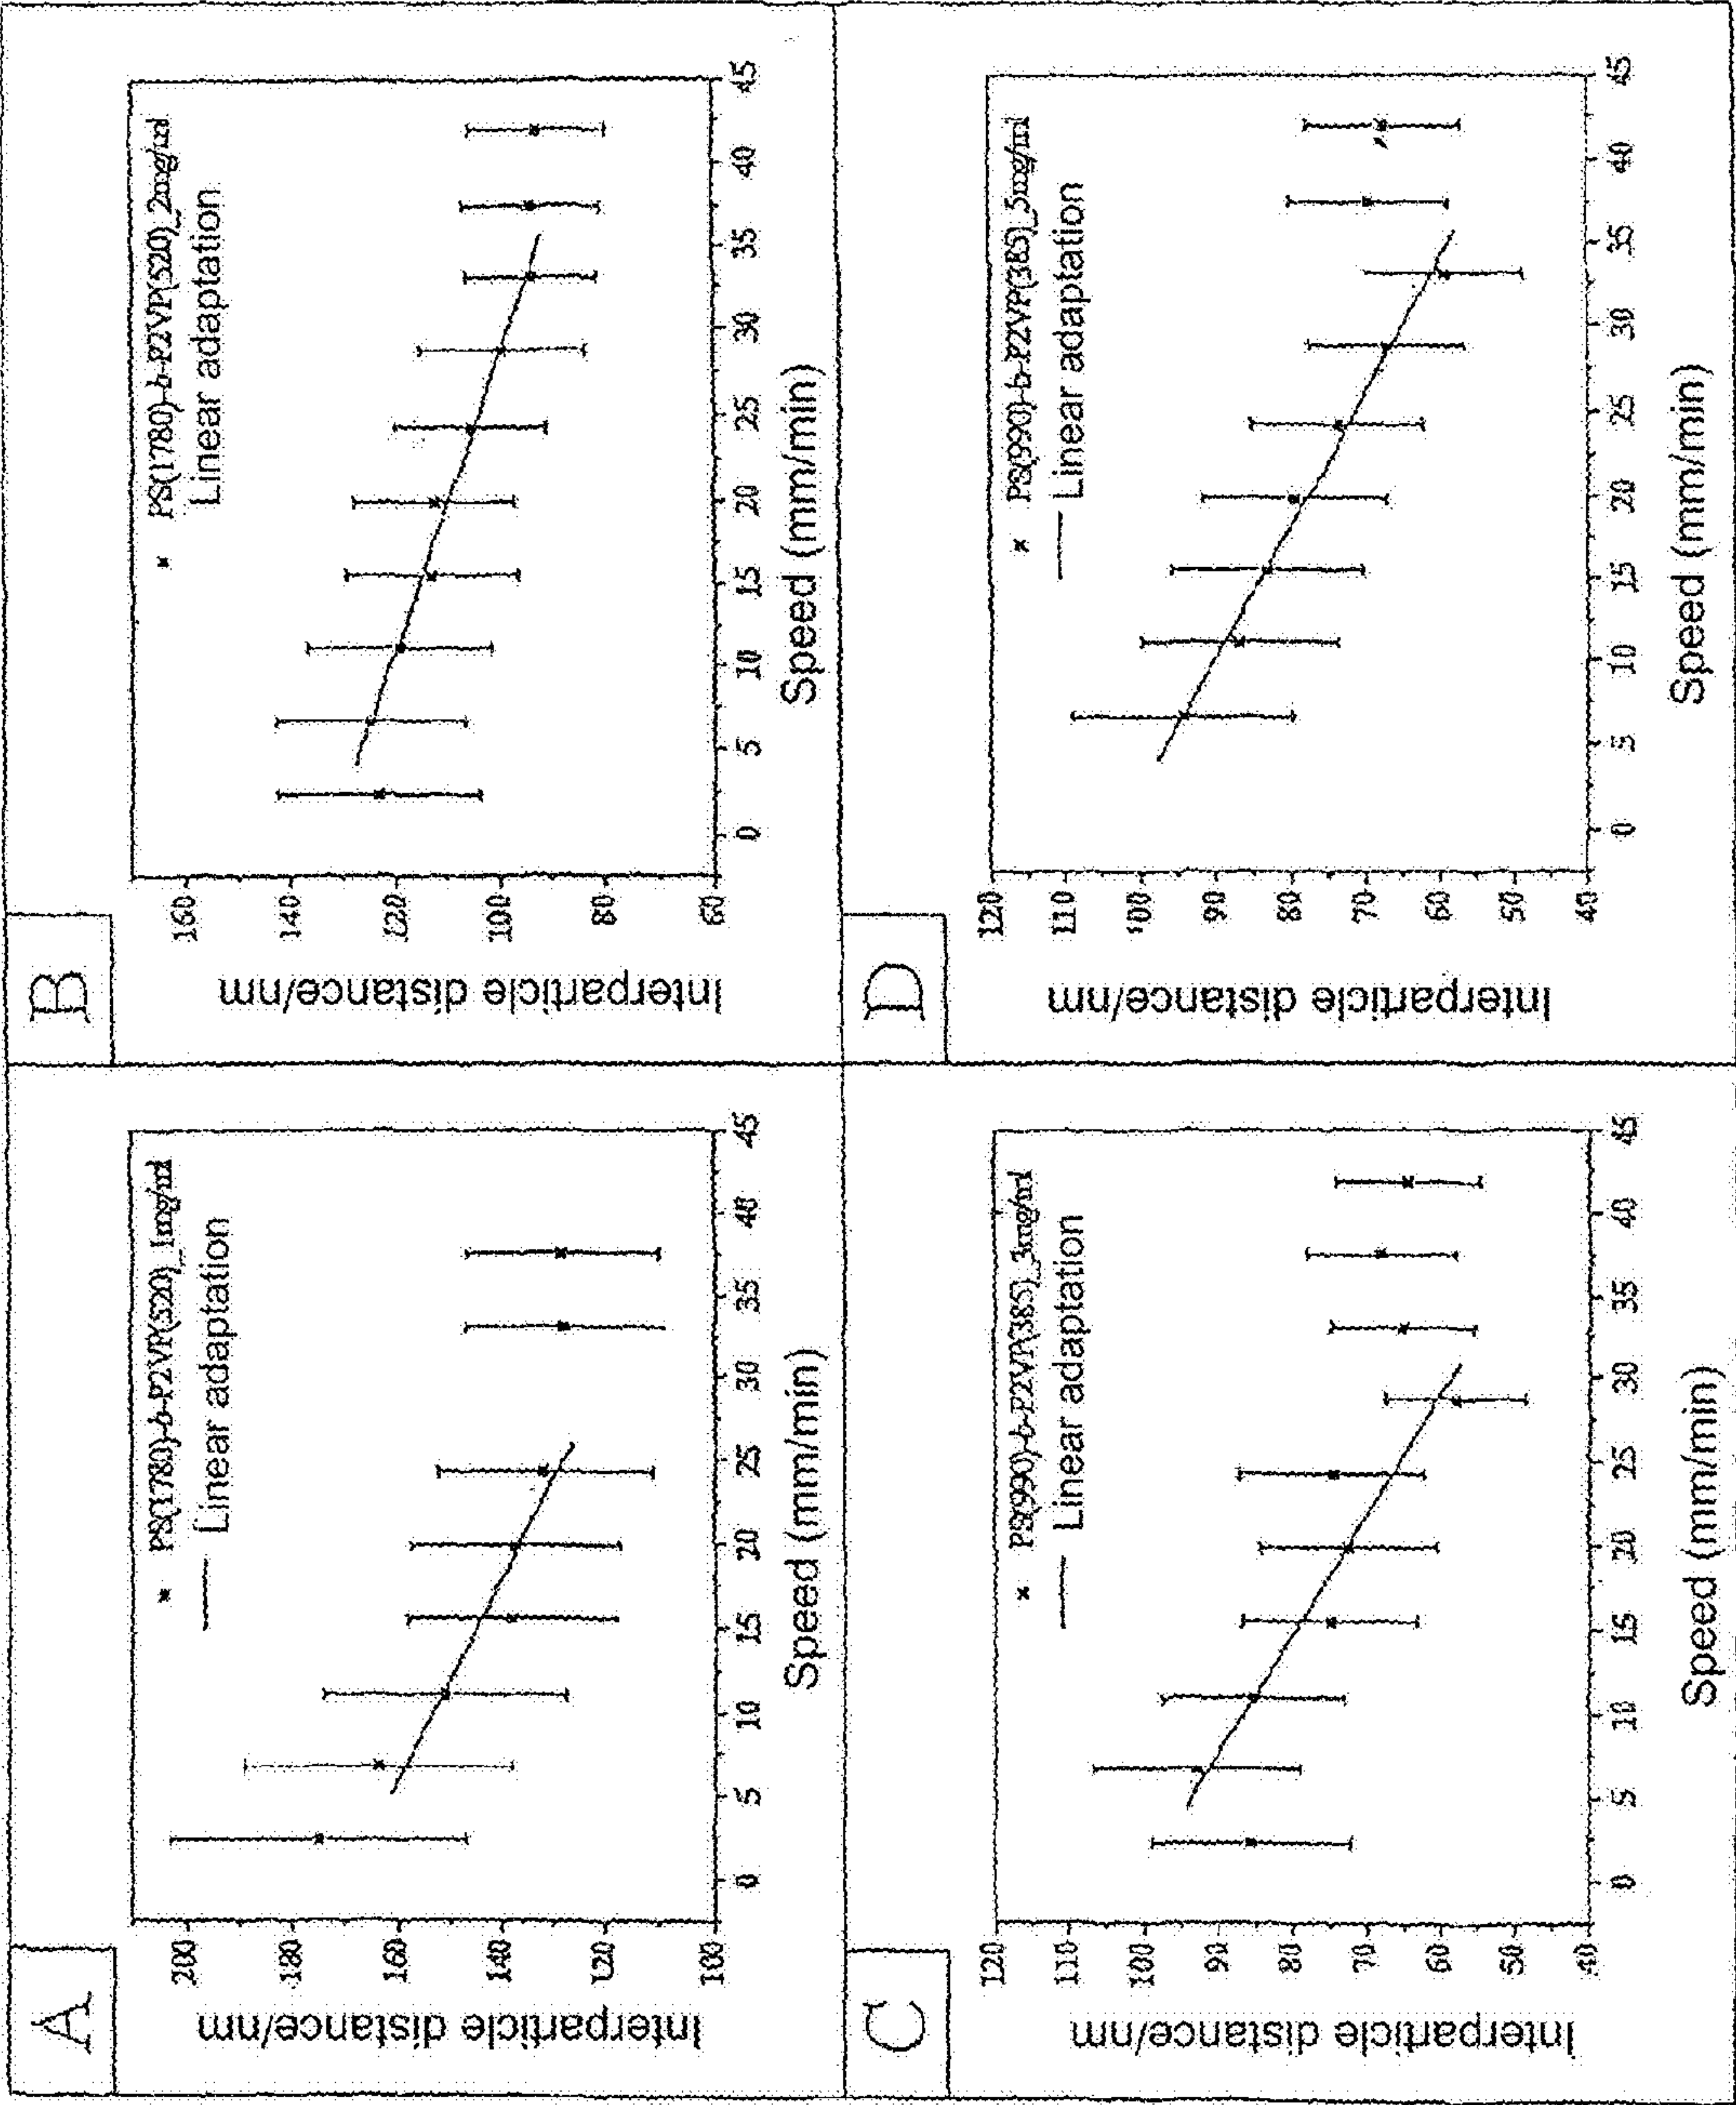 A
PS(1780)-b-P2VP(520)_1mg/ml
Linear adaptation
Interparticle distance/nm
200
180
160
140
120
100
0 5 10 15 20 25 30 35 40 45
Speed (mm/min)
B
PS(1780)-b-P2VP(520)_2mg/ml
Linear adaptation
Interparticle distance/nm
160
140
120
100
80
60
0 5 10 15 20 25 30 35 40 45
Speed (mm/min)
C
PS(990)-b-P2VP(385)_3mg/ml
Linear adaptation
Interparticle distance/nm
120
110
100
90
80
70
60
50
40
0 5 10 15 20 25 30 35 40 45
Speed (mm/min)
D
PS(990)-b-P2VP(385)_5mg/ml
Linear adaptation
Interparticle distance/nm
120
110
100
90
80
70
60
50
40
0 5 10 15 20 25 30 35 40 45
Speed (mm/min)